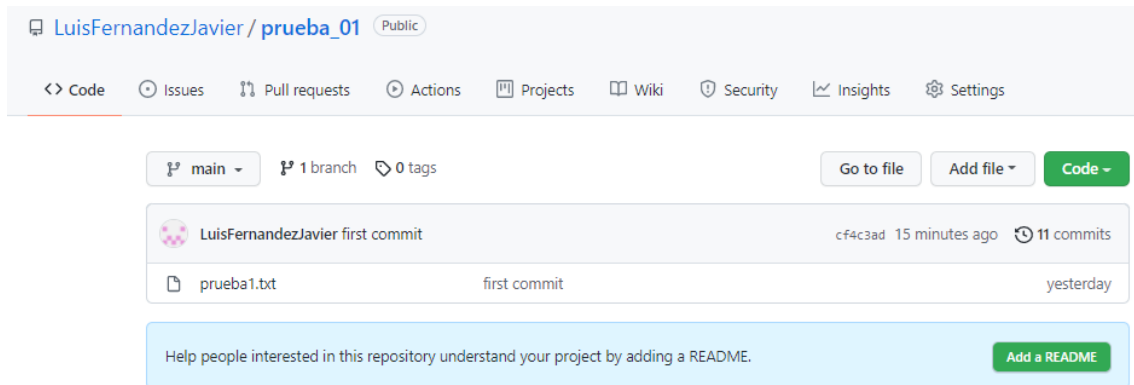 LuisFernandezJavier / prueba_01 Public
Code Issues Pull requests Actions Projects Wiki Security Insights Settings
main 1 branch 0 tags Go to file Add file Code
LuisFernandezJavier first commit cf4c3ad 15 minutes ago 11 commits
prueba1.txt first commit yesterday
Help people interested in this repository understand your project by adding a README. Add a README